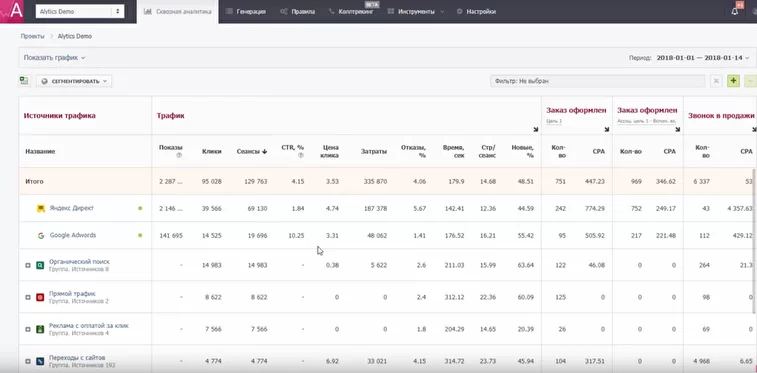 A Alytics Demo Сквозная аналитика Генерация Правила Коллтрекинг BETA Инструменты Настройки
Проекты › Alytics Demo
Показать график Период: 2018-01-01 — 2018-01-14
СЕГМЕНТИРОВАТЬ Фильтр: Не выбран
Источники трафика Трафик Заказ оформлен Заказ оформлен Звонок в продажи
Цель 1
Название Показы Клики Сеансы CTR, % Цена клика Затраты Отказы, % Время, сек Стр/сеанс Новые, % Кол-во CPA Кол-во CPA Кол-во CPA
Итого 2 287 ... 95 028 129 763 4.15 3.53 335 870 4.06 179.9 14.68 48.51 751 447.23 969 346.62 6 337 53
Яндекс Директ 2 146 ... 39 566 69 130 1.84 4.74 187 378 5.67 142.41 12.36 44.59 242 774.29 752 249.17 43 4 357.63
Google Adwords 141 695 14 525 19 696 10.25 3.31 48 062 1.41 176.52 16.21 55.42 95 505.92 217 221.48 112 429.12
Органический поиск - 14 983 14 983 - 0.38 5 622 2.6 211.03 15.99 63.64 122 46.08 264 21.3
Группа. Источников 8
Прямой трафик - 8 622 8 622 - 0 0 2.4 312.12 22.36 60.09 125 0 98 0
Группа. Источников 2
Реклама с оплатой за клик - 7 566 7 566 - 0 0 1.8 204.29 14.65 20.39 26 0 69 0
Группа. Источников 4
Переходы с сайтов - 4 774 4 774 - 6.92 33 021 4.15 314.72 23.73 45.94 104 317.51 4 968 6.65
Группа. Источников 193